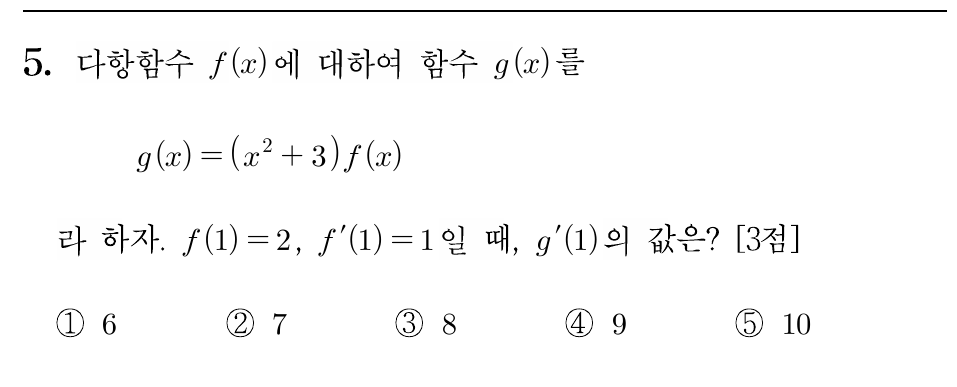 5. 다항함수 f(x)에 대하여 함수 g(x)를
g(x)=(x²+3)f(x)
라 하자. f(1)=2, f′(1)=1일 때, g′(1)의 값은? [3점]
① 6 ② 7 ③ 8 ④ 9 ⑤ 10